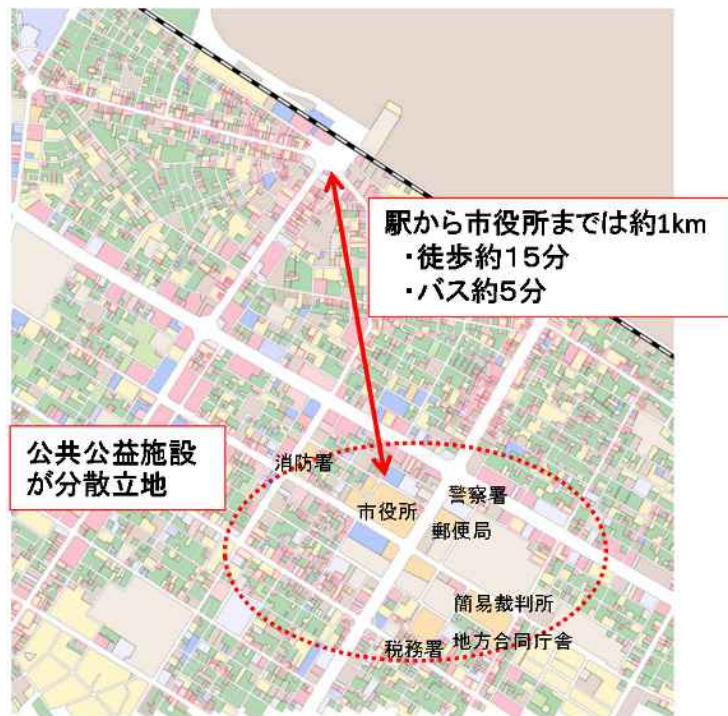 駅から市役所までは約1km
・徒歩約15分
・バス約5分
公共公益施設
が分散立地
消防署
市役所
警察署
郵便局
簡易裁判所
税務署
地方合同庁舎